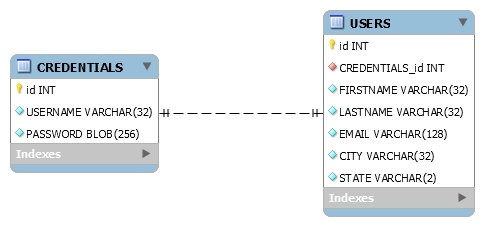 CREDENTIALS
id INT
USERNAME VARCHAR(32)
PASSWORD BLOB(256)
Indexes
USERS
id INT
CREDENTIALS_id INT
FIRSTNAME VARCHAR(32)
LASTNAME VARCHAR(32)
EMAIL VARCHAR(128)
CITY VARCHAR(32)
STATE VARCHAR(2)
Indexes